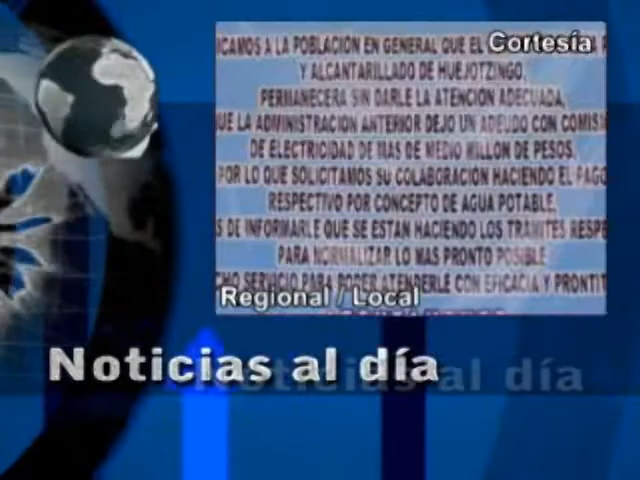 Cortesía
ICAMOS A LA POBLACION EN GENERAL QUE EL
Y ALCANTARILLADO DE HUEJOTZINGO,
PERMANECERA SIN DARLE LA ATENCION ADECUADA,
UE LA ADMINISTRACION ANTERIOR DEJO UN ADEUDO CON COMISI
DE ELECTRICIDAD DE MAS DE MEDIO MILLON DE PESOS,
POR LO QUE SOLICITAMOS SU COLABORACION HACIENDO EL PAGO
RESPECTIVO POR CONCEPTO DE AGUA POTABLE,
S DE INFORMARLE QUE SE ESTAN HACIENDO LOS TRAMITES RESPE
PARA NORMALIZAR LO MAS PRONTO POSIBLE
CHO SERVICIO PARA PODER ATENDERLE CON EFICACIA Y PRONTIT
Regional / Local
Noticias al día
Noticias al día